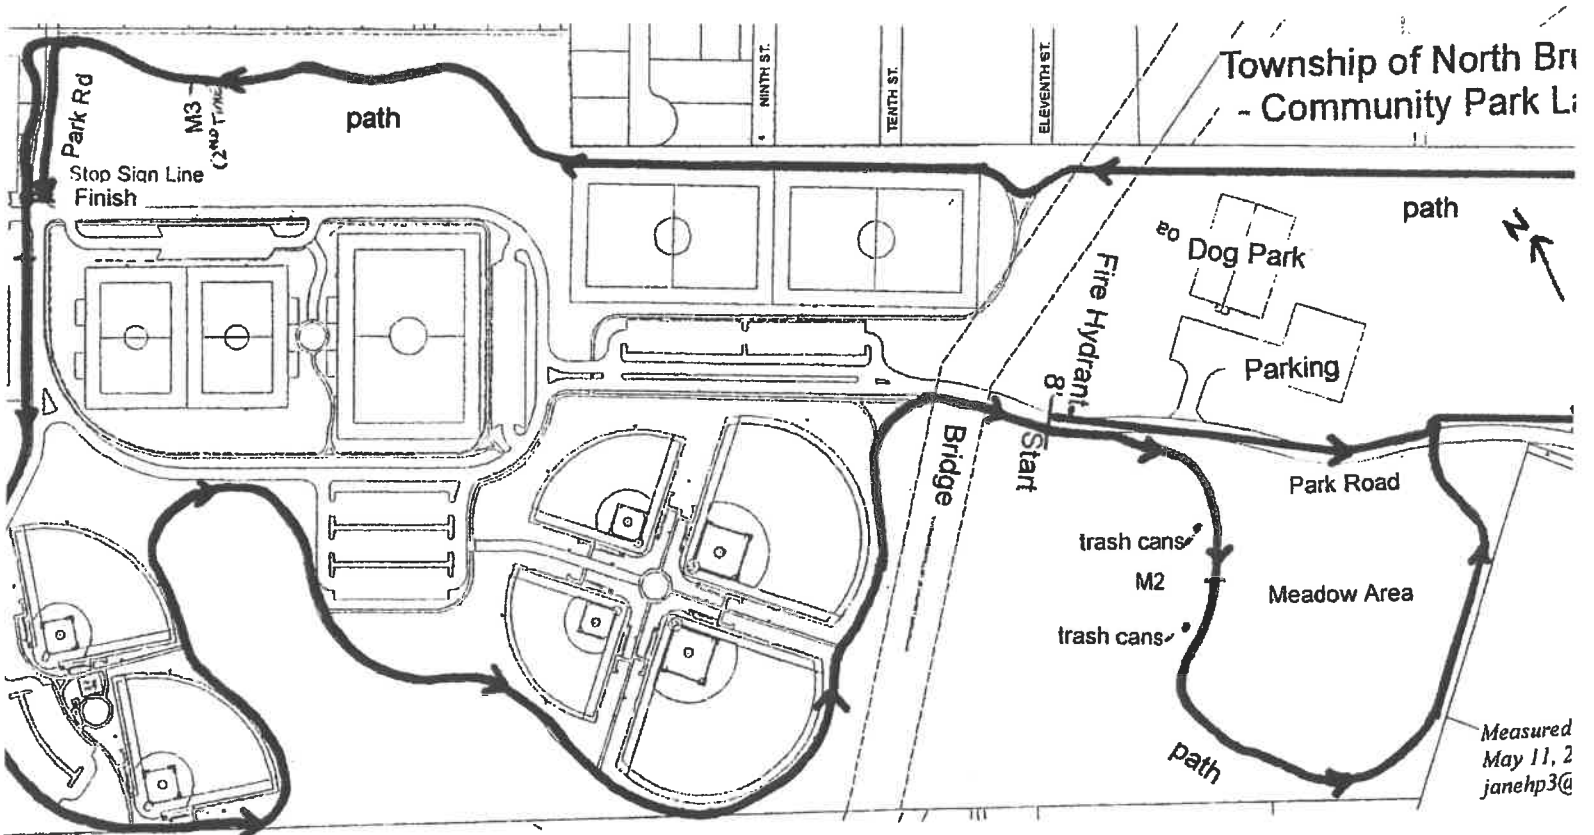 Township of North Bru
- Community Park La
NINTH ST.
TENTH ST.
ELEVENTH ST.
Park Rd
M3
(2ND Time)
path
Stop Sign Line
Finish
path
N
Dog Park
Fire Hydrant
8'
Parking
Start
Bridge
Park Road
trash cans
M2
Meadow Area
trash cans
path
Measured
May 11, 2
janehp3@